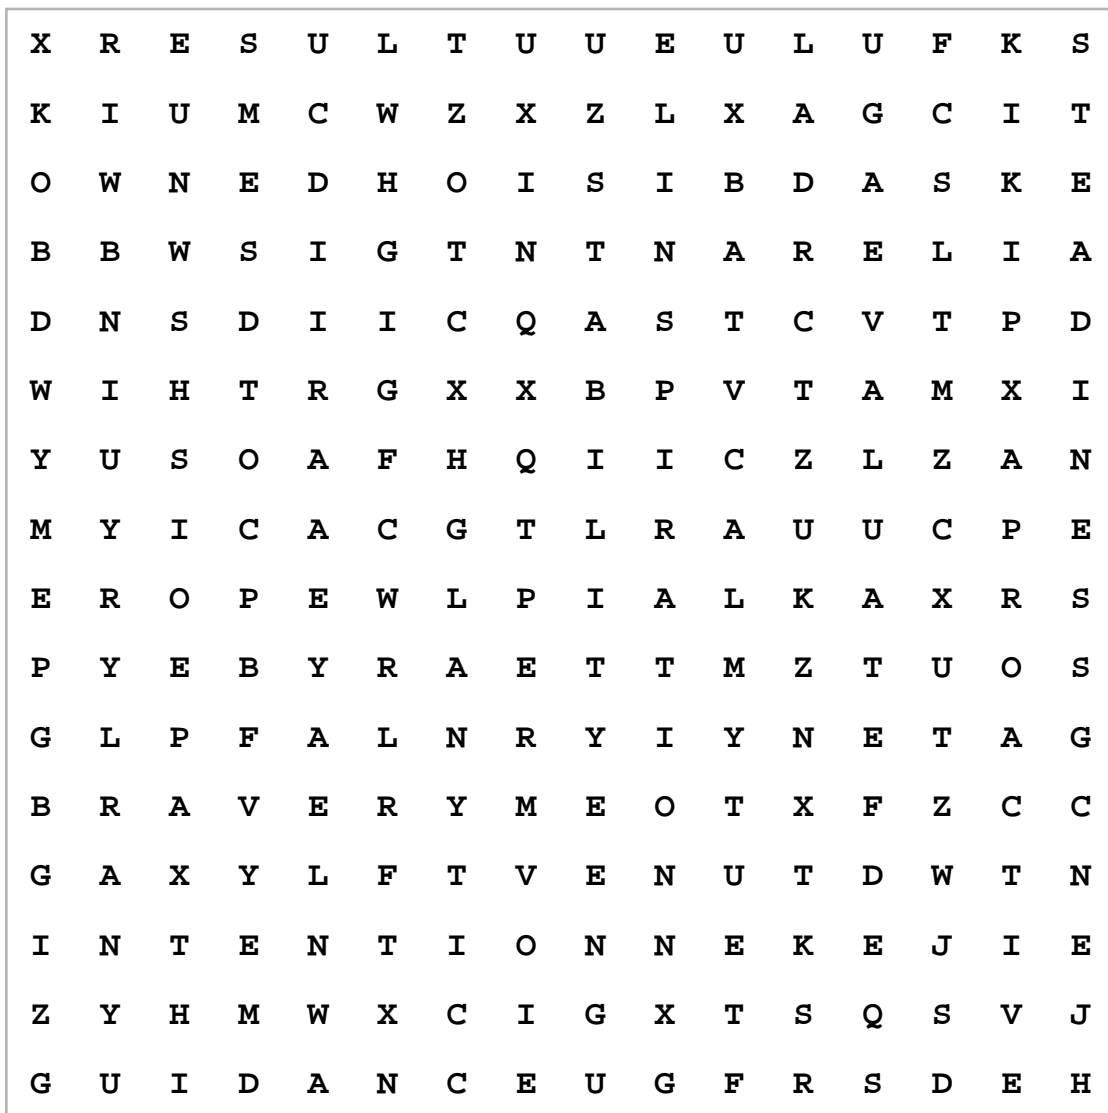 X R E S U L T U U E U L U F K S
K I U M C W Z X Z L X A G C I T
O W N E D H O I S I B D A S K E
B B W S I G T N T N A R E L I A
D N S D I I C Q A S T C V T P D
W I H T R G X X B P V T A M X I
Y U S O A F H Q I I C Z L Z A N
M Y I C A C G T L R A U U C P E
E R O P E W L P I A L K A X R S
P Y E B Y R A E T T M Z T U O S
G L P F A L N R Y I Y N E T A G
B R A V E R Y M E O T X F Z C C
G A X Y L F T V E N U T D W T N
I N T E N T I O N N E K E J I E
Z Y H M W X C I G X T S Q S V J
G U I D A N C E U G F R S D E H